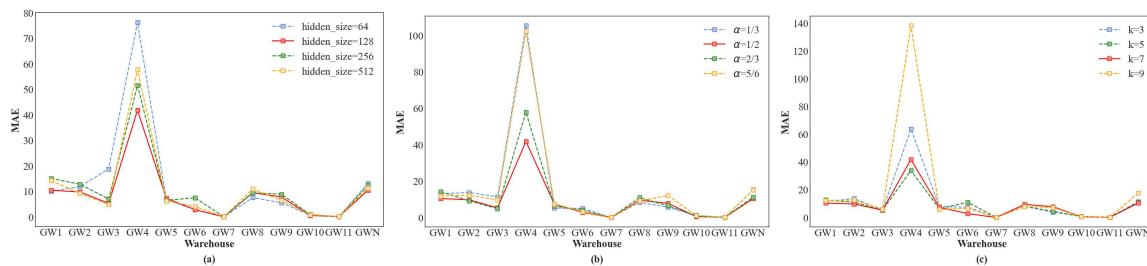 80
70
60
50
40
30
20
10
0
MAE
hidden_size=64
hidden_size=128
hidden_size=256
hidden_size=512
GW1 GW2 GW3 GW4 GW5 GW6 GW7 GW8 GW9 GW10 GW11 GWN
Warehouse
(a)
100
80
60
40
20
0
MAE
α=1/3
α=1/2
α=2/3
α=5/6
GW1 GW2 GW3 GW4 GW5 GW6 GW7 GW8 GW9 GW10 GW11 GWN
Warehouse
(b)
140
120
100
80
60
40
20
0
MAE
k=3
k=5
k=7
k=9
GW1 GW2 GW3 GW4 GW5 GW6 GW7 GW8 GW9 GW10 GW11 GWN
Warehouse
(c)